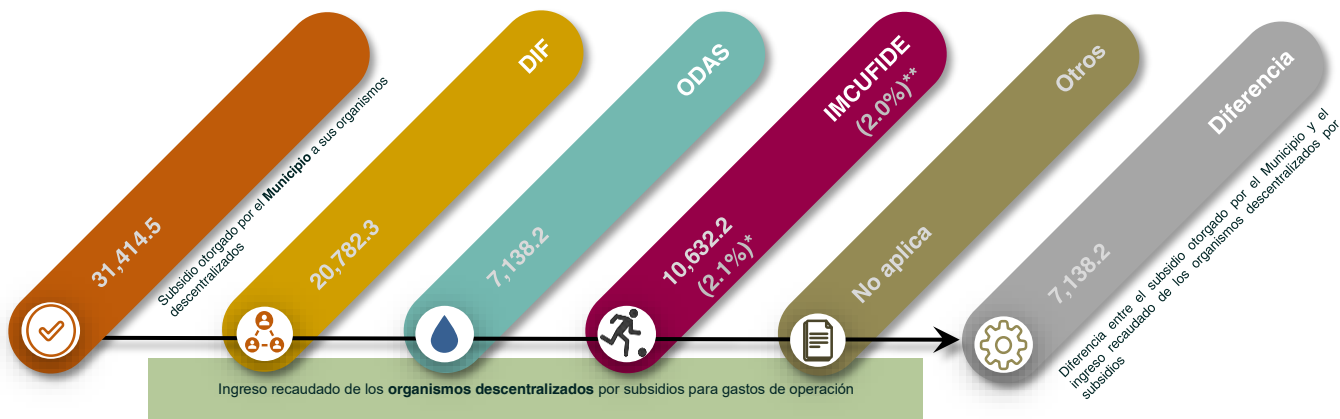 31,414.5
Subsidio otorgado por el Municipio a sus organismos
descentralizados
DIF
20,782.3
ODAS
7,138.2
IMCUFIDE
(2.0%)**
10,632.2
(2.1%)*
Otros
No aplica
Diferencia
7,138.2
Diferencia entre el subsidio otorgado por el Municipio y el
ingreso recaudado de los organismos descentralizados por
subsidios
Ingreso recaudado de los organismos descentralizados por subsidios para gastos de operación